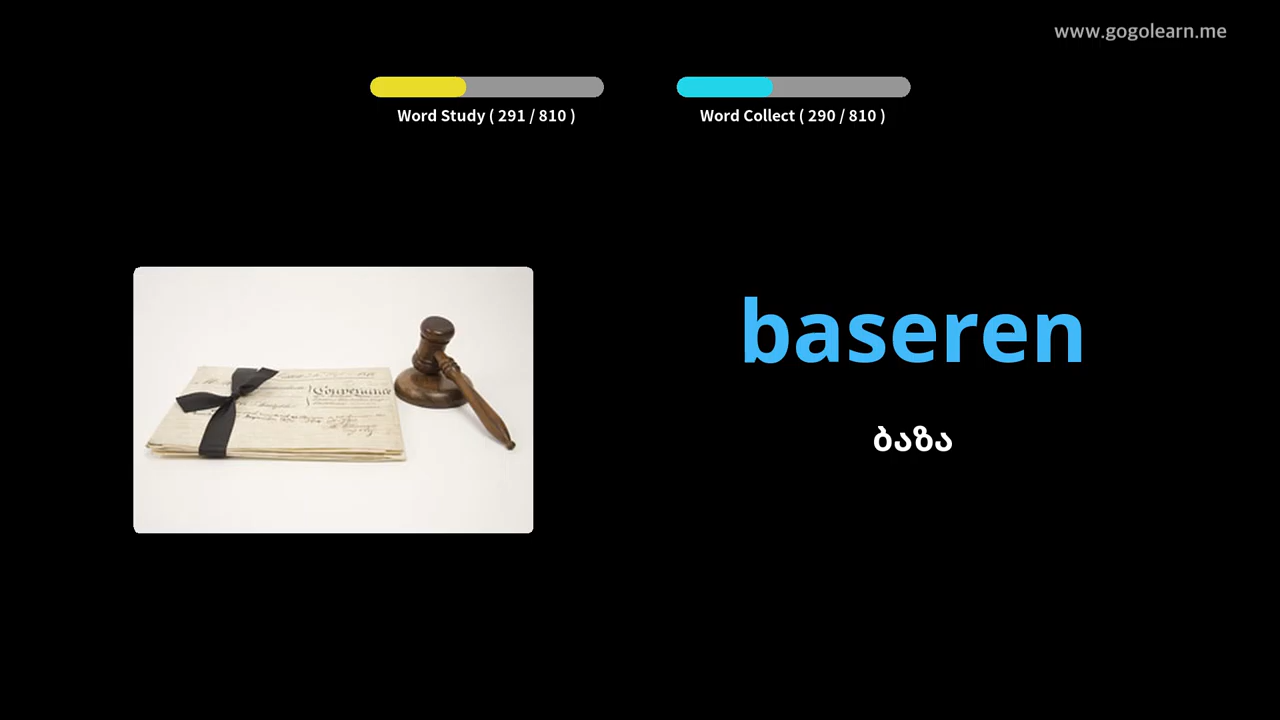 www.gogolearn.me
Word Study ( 291 / 810 )
Word Collect ( 290 / 810 )
baseren
ბაზა